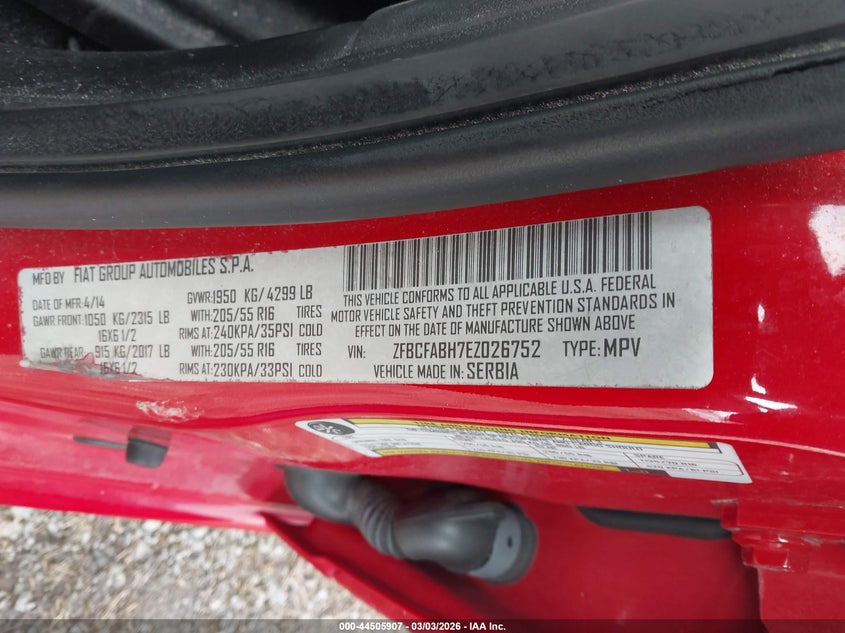 MFD BY FIAT GROUP AUTOMOBILES S.P.A.
DATE OF MFR: 4/14 GVWR: 1950 KG/ 4299 LB
GAWR FRONT: 1050 KG/2315 LB WITH: 205/55 R16 TIRES
16X6 1/2 RIMS AT: 240KPA/35PSI COLD
GAWR REAR: 915 KG/2017 LB WITH: 205/55 R16 TIRES
16X6 1/2 RIMS AT: 230KPA/33PSI COLD
THIS VEHICLE CONFORMS TO ALL APPLICABLE U.S.A. FEDERAL
MOTOR VEHICLE SAFETY AND THEFT PREVENTION STANDARDS IN
EFFECT ON THE DATE OF MANUFACTURE SHOWN ABOVE
VIN: ZFBCFABH7EZ026752 TYPE: MPV
VEHICLE MADE IN: SERBIA
SPARE
000-44505907 - 03/03/2026 - IAA Inc.